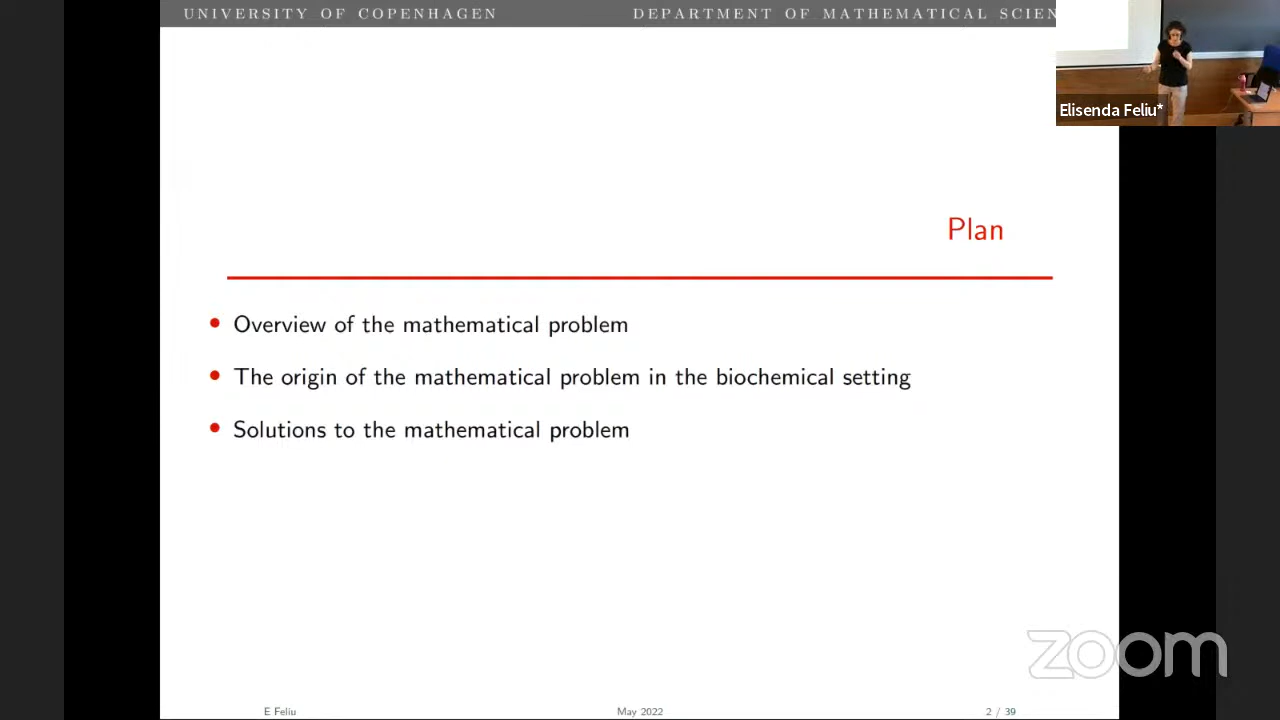 UNIVERSITY OF COPENHAGEN DEPARTMENT OF MATHEMATICAL SCIEN
Elisenda Feliu*
Plan
• Overview of the mathematical problem
• The origin of the mathematical problem in the biochemical setting
• Solutions to the mathematical problem
zoom
E Feliu May 2022 2 / 39